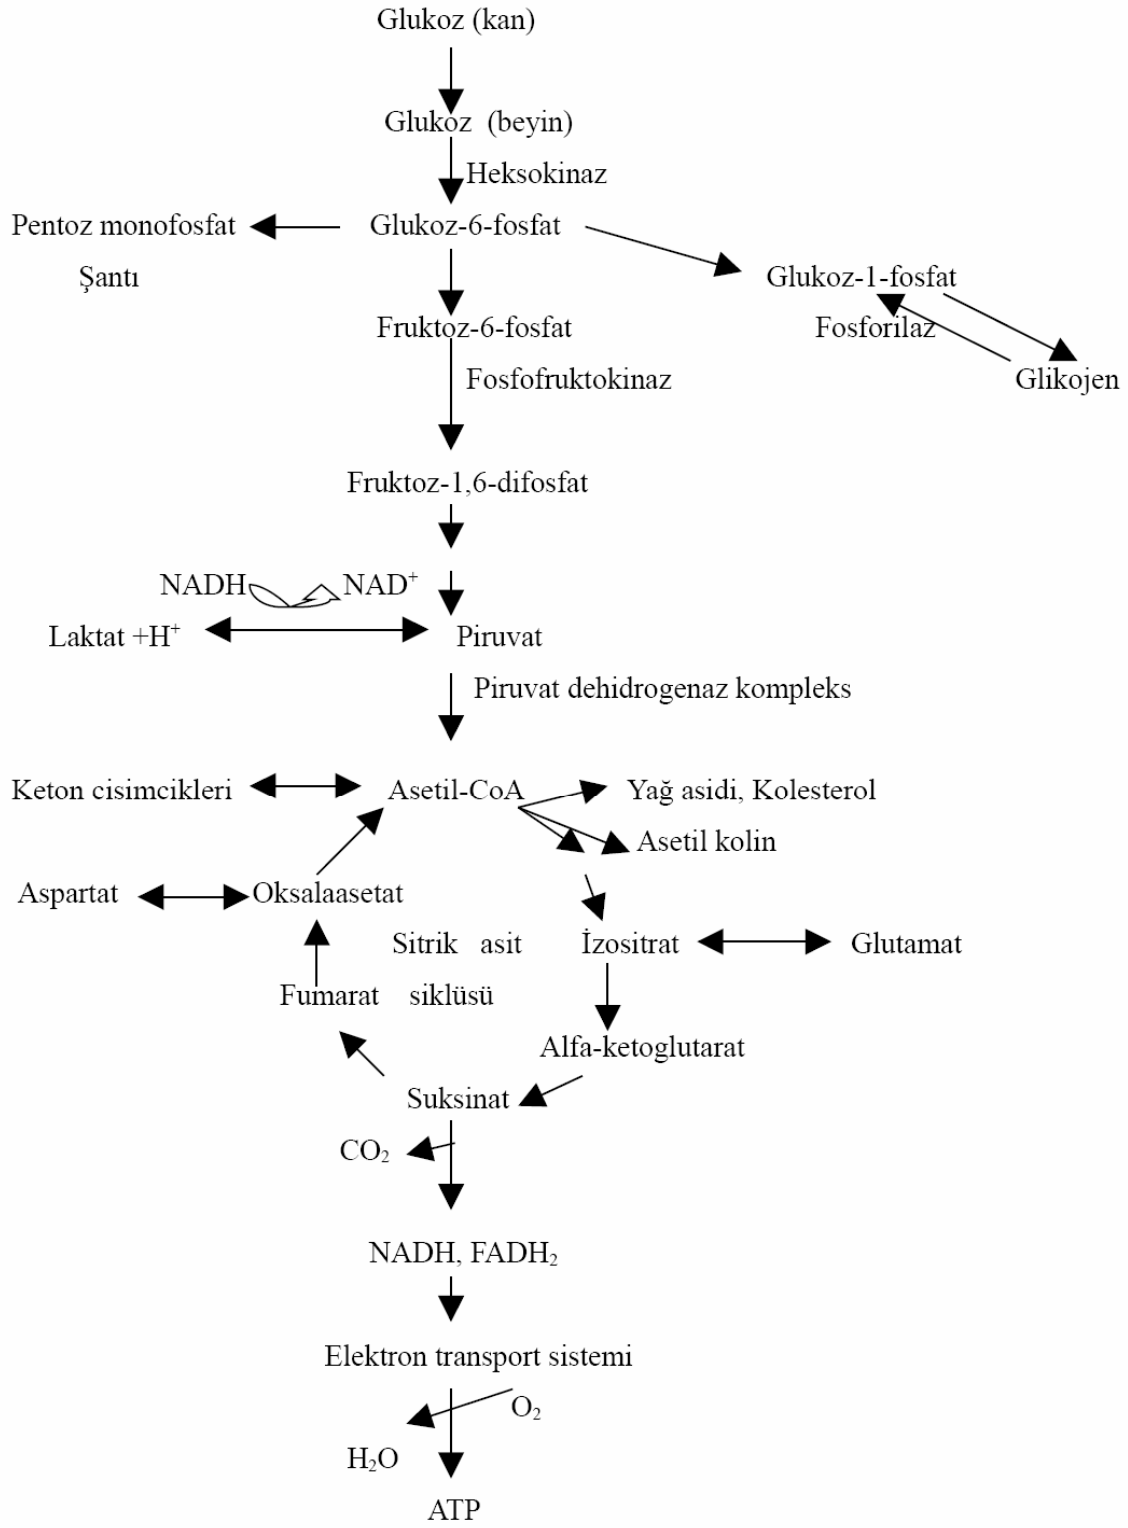 Glukoz (kan)
Glukoz (beyin)
Heksokinaz
Pentoz monofosfat
Şantı
Glukoz-6-fosfat
Glukoz-1-fosfat
Fruktoz-6-fosfat
Fosforilaz
Fosfofruktokinaz
Glikojen
Fruktoz-1,6-difosfat
NADH NAD⁺
Laktat +H⁺
Piruvat
Piruvat dehidrogenaz kompleks
Keton cisimcikleri
Asetil-CoA
Yağ asidi, Kolesterol
Asetil kolin
Aspartat
Oksalaasetat
Sitrik asit
siklüsü
İzositrat
Glutamat
Fumarat
Alfa-ketoglutarat
Suksinat
CO₂
NADH, FADH₂
Elektron transport sistemi
O₂
H₂O
ATP